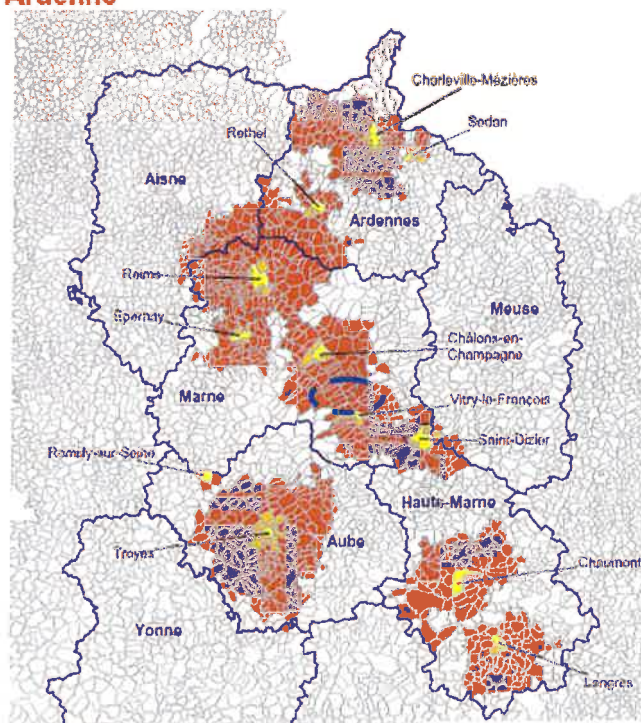 Ardenne
Charleville-Mézières
Sedan
Rethel
Aisne
Ardennes
Reims
Meuse
Epernay
Châlons-en-
Champagne
Marne
Vitry-le-François
Saint-Dizier
Romilly-sur-Seine
Haute-Marne
Troyes
Aube
Chaumont
Yonne
Langres